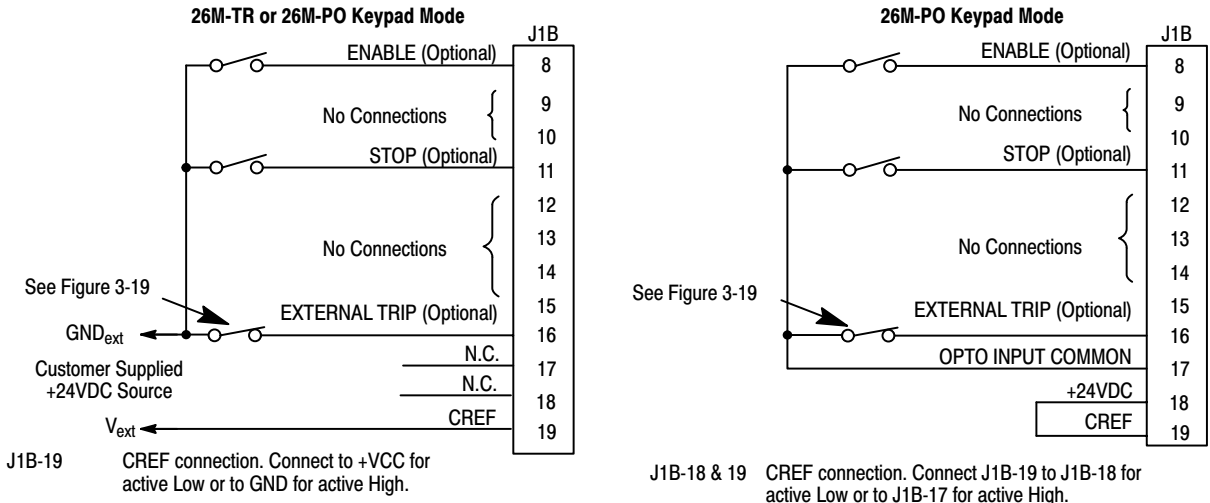 26M-TR or 26M-PO Keypad Mode
J1B
ENABLE (Optional)
8
9
No Connections
10
STOP (Optional)
11
12
13
No Connections
14
See Figure 3-19
15
EXTERNAL TRIP (Optional)
GNDext
16
N.C.
17
Customer Supplied
+24VDC Source
N.C.
18
CREF
Vext
19
J1B-19 CREF connection. Connect to +VCC for
active Low or to GND for active High.
26M-PO Keypad Mode
J1B
ENABLE (Optional)
8
9
No Connections
10
STOP (Optional)
11
12
13
No Connections
14
See Figure 3-19
15
EXTERNAL TRIP (Optional)
16
OPTO INPUT COMMON
17
+24VDC
18
CREF
19
J1B-18 & 19 CREF connection. Connect J1B-19 to J1B-18 for
active Low or to J1B-17 for active High.